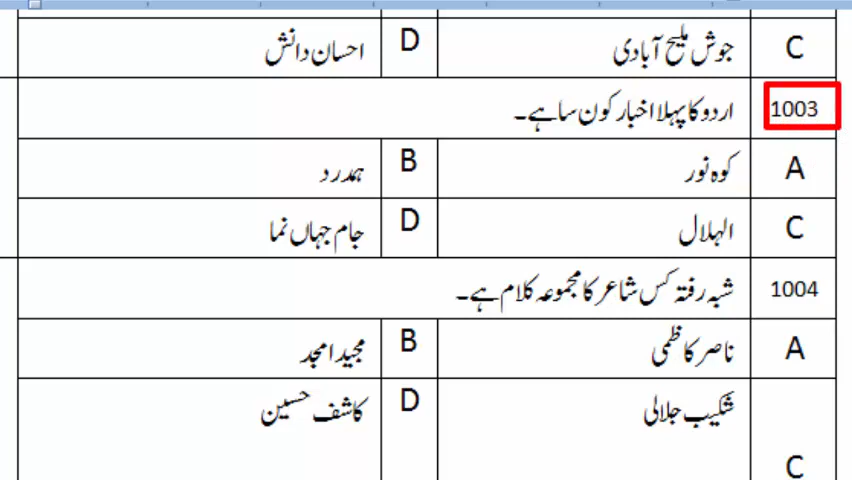 C جوش ملیح آبادی D احسان دانش
1003 اردو کا پہلا اخبار کون سا ہے۔
A کوہ نور B ہمدرد
C الہلال D جام جہاں نما
1004 شبہ رفتہ کس شاعر کا مجموعہ کلام ہے۔
A ناصر کاظمی B مجید امجد
C شکیب جلالی D کاشف حسین